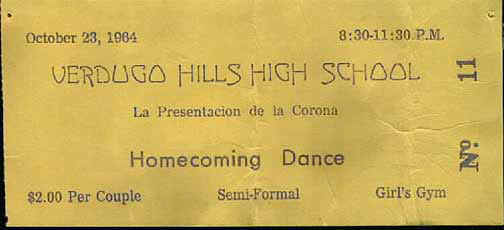 October 23, 1964 8:30-11:30 P.M.
VERDUGO HILLS HIGH SCHOOL
La Presentacion de la Corona
Homecoming Dance
$2.00 Per Couple Semi-Formal Girl's Gym
No. 11